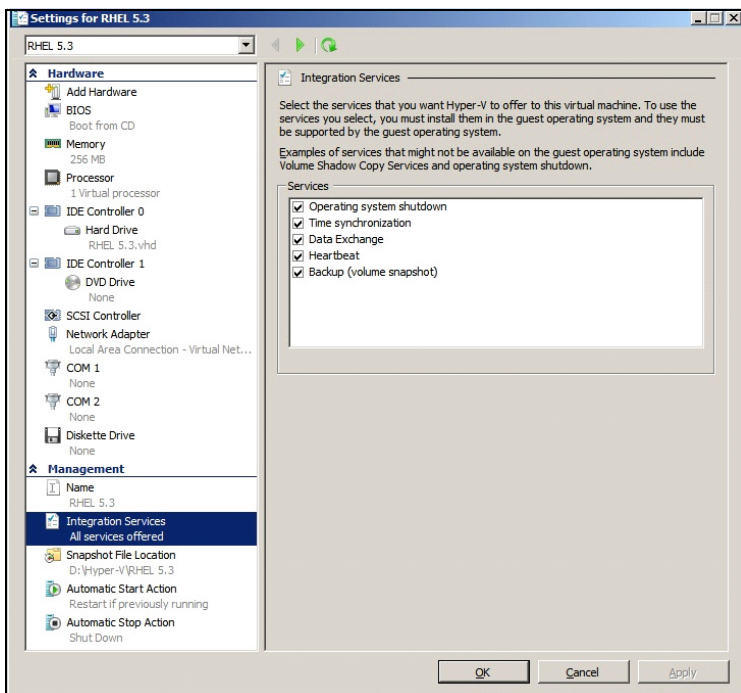 Settings for RHEL 5.3
RHEL 5.3
Hardware
Add Hardware
BIOS
Boot from CD
Memory
256 MB
Processor
1 Virtual processor
IDE Controller 0
Hard Drive
RHEL 5.3.vhd
IDE Controller 1
DVD Drive
None
SCSI Controller
Network Adapter
Local Area Connection - Virtual Net...
COM 1
None
COM 2
None
Diskette Drive
None
Management
Name
RHEL 5.3
Integration Services
All services offered
Snapshot File Location
D:\Hyper-V\RHEL 5.3
Automatic Start Action
Restart if previously running
Automatic Stop Action
Shut Down
Integration Services
Select the services that you want Hyper-V to offer to this virtual machine. To use the
services you select, you must install them in the guest operating system and they must
be supported by the guest operating system.
Examples of services that might not be available on the guest operating system include
Volume Shadow Copy Services and operating system shutdown.
Services
Operating system shutdown
Time synchronization
Data Exchange
Heartbeat
Backup (volume snapshot)
OK
Cancel
Apply